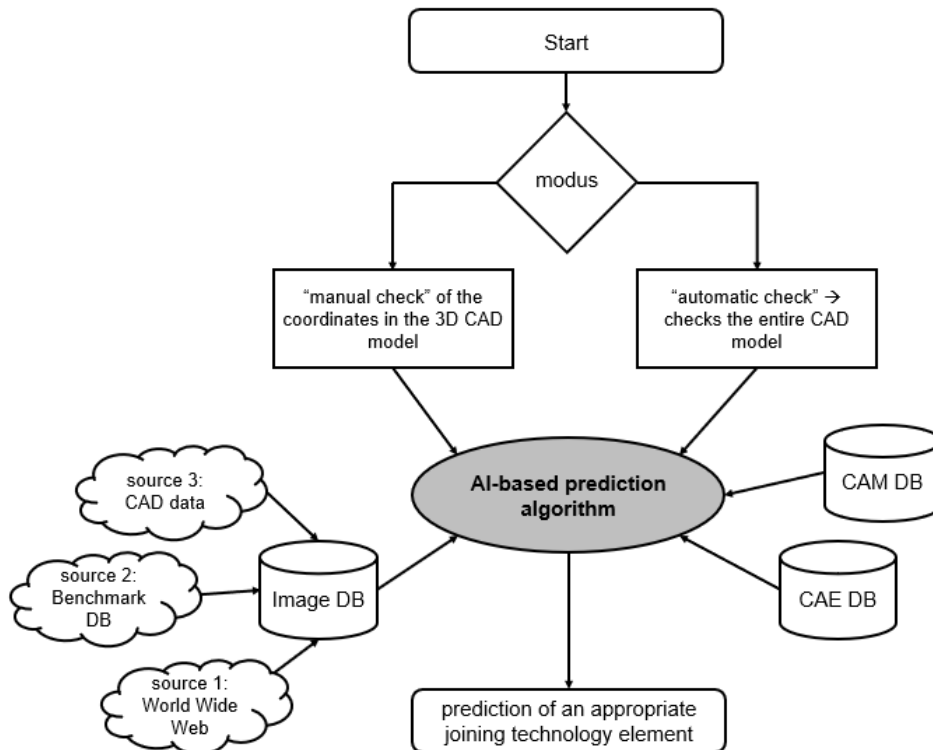 Start
modus
“manual check” of the
coordinates in the 3D CAD
model
“automatic check” →
checks the entire CAD
model
AI-based prediction
algorithm
CAM DB
source 3:
CAD data
source 2:
Benchmark
DB
Image DB
CAE DB
source 1:
World Wide
Web
prediction of an appropriate
joining technology element